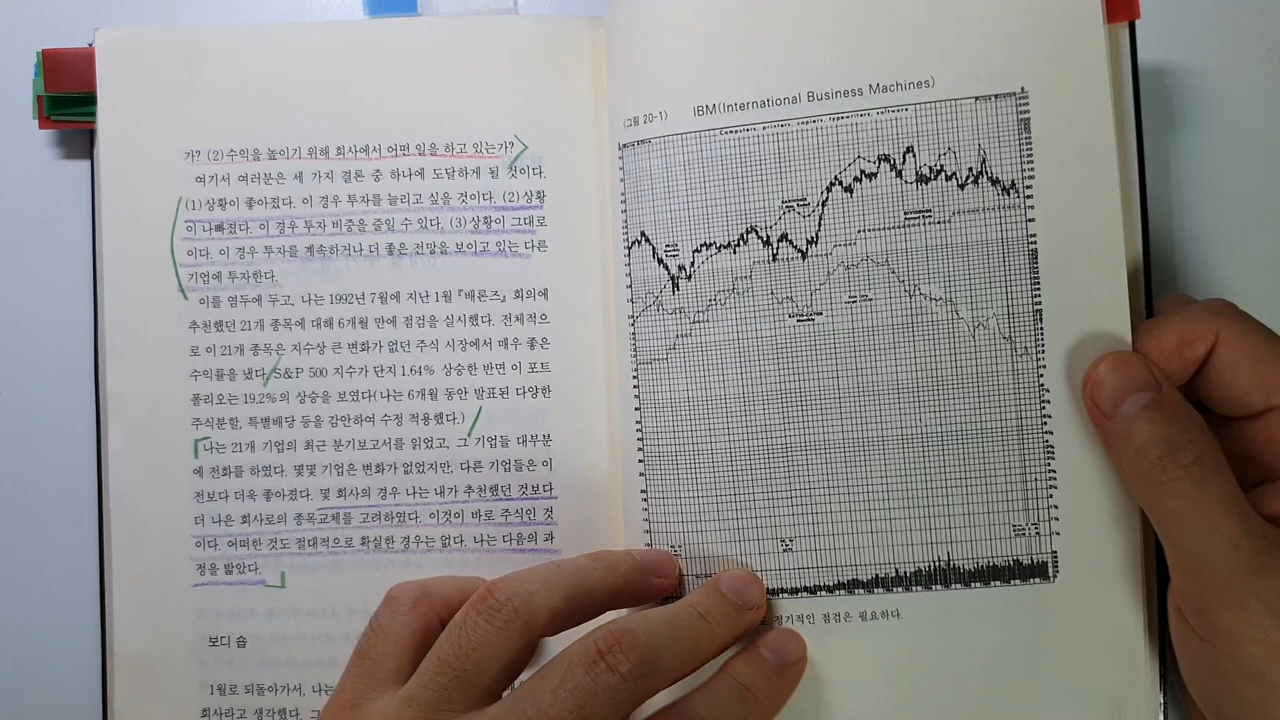 가? (2)수익을 높이기 위해 회사에서 어떤 일을 하고 있는가?
여기서 여러분은 세 가지 결론 중 하나에 도달하게 될 것이다.
(1)상황이 좋아졌다. 이 경우 투자를 늘리고 싶을 것이다. (2)상황
이 나빠졌다. 이 경우 투자 비중을 줄일 수 있다. (3)상황이 그대로
이다. 이 경우 투자를 계속하거나 더 좋은 전망을 보이고 있는 다른
기업에 투자한다.
이를 염두에 두고, 나는 1992년 7월에 지난 1월 『배론즈』 회의에
추천했던 21개 종목에 대해 6개월 만에 점검을 실시했다. 전체적으
로 이 21개 종목은 지수상 큰 변화가 없던 주식 시장에서 매우 좋은
수익률을 냈다. S&P 500 지수가 단지 1.64% 상승한 반면 이 포트
폴리오는 19.2%의 상승을 보였다(나는 6개월 동안 발표된 다양한
주식분할, 특별배당 등을 감안하여 수정 적용했다.)
나는 21개 기업의 최근 분기보고서를 읽었고, 그 기업들 대부분
에 전화를 하였다. 몇몇 기업은 변화가 없었지만, 다른 기업들은 이
전보다 더욱 좋아졌다. 몇 회사의 경우 나는 내가 추천했던 것보다
더 나은 회사로의 종목교체를 고려하였다. 이것이 바로 주식인 것
이다. 어떠한 것도 절대적으로 확실한 경우는 없다. 나는 다음의 과
정을 밟았다.
보디 숍
1월로 되돌아가서, 나는
회사라고 생각했다. 그
〈그림 20-1〉 IBM(International Business Machines)
Computers, printers, copiers, typewriters, software
EARNINGS
DIVIDENDS
RATIO-CATOR
Monthly
정기적인 점검은 필요하다.